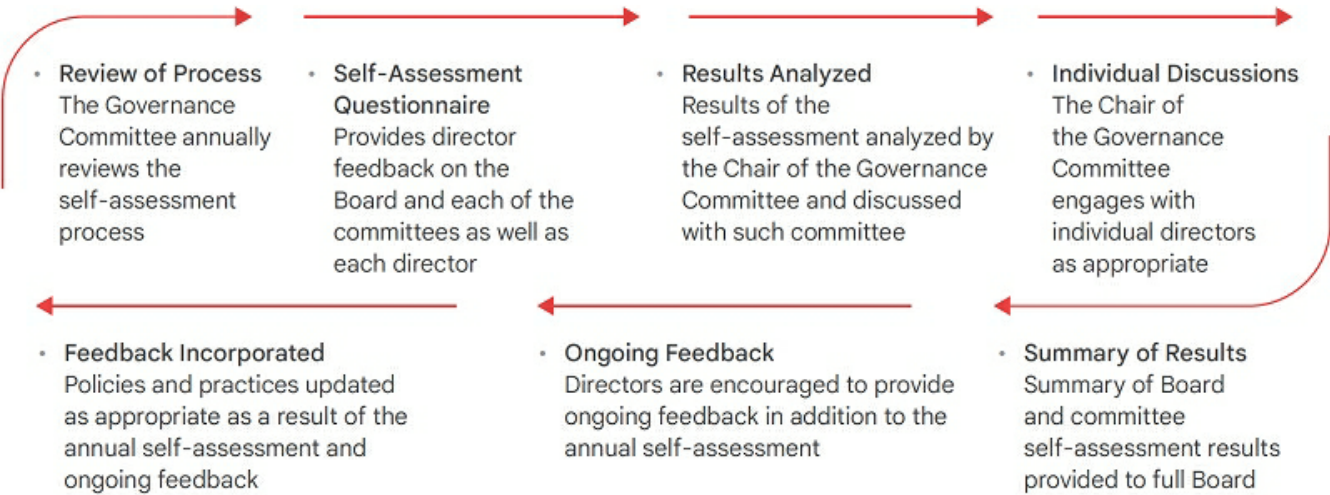 • Review of Process
The Governance
Committee annually
reviews the
self-assessment
process
• Self-Assessment
Questionnaire
Provides director
feedback on the
Board and each of the
committees as well as
each director
• Results Analyzed
Results of the
self-assessment analyzed by
the Chair of the Governance
Committee and discussed
with such committee
• Individual Discussions
The Chair of
the Governance
Committee
engages with
individual directors
as appropriate
• Summary of Results
Summary of Board
and committee
self-assessment results
provided to full Board
• Ongoing Feedback
Directors are encouraged to provide
ongoing feedback in addition to the
annual self-assessment
• Feedback Incorporated
Policies and practices updated
as appropriate as a result of the
annual self-assessment and
ongoing feedback